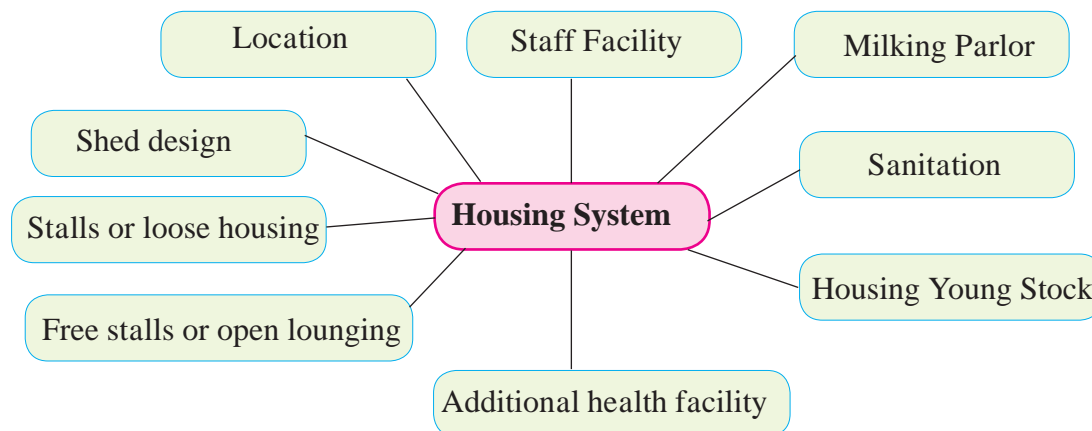 Location
Staff Facility
Milking Parlor
Shed design
Sanitation
Stalls or loose housing
Housing System
Housing Young Stock
Free stalls or open lounging
Additional health facility